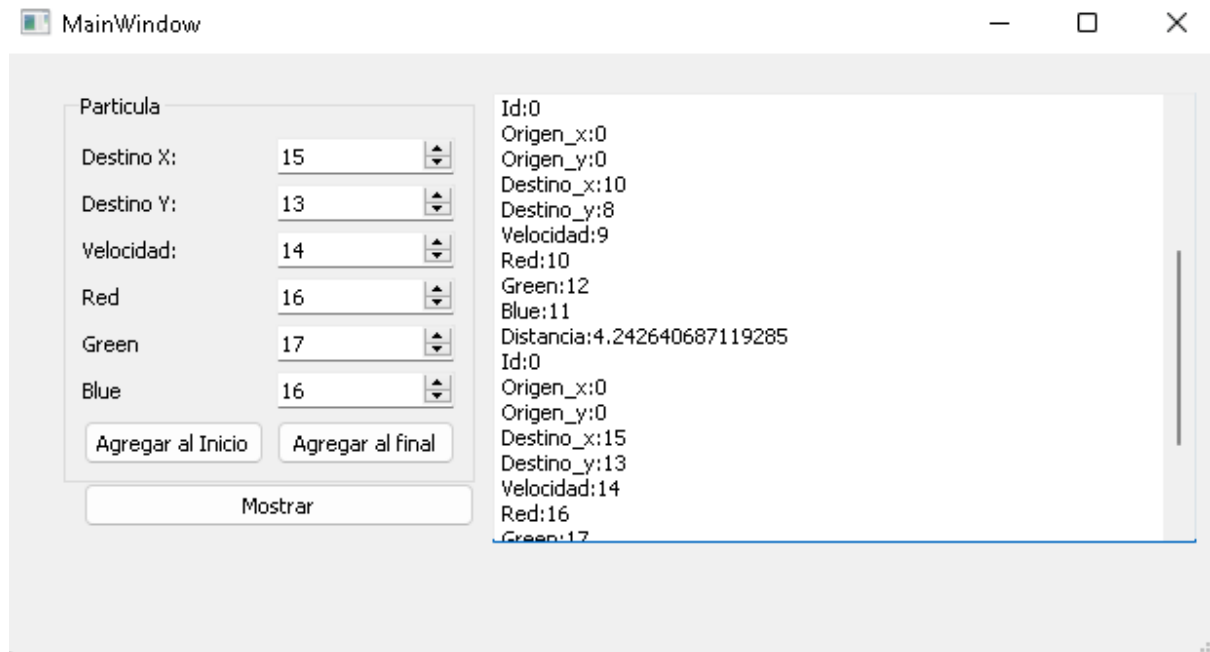 MainWindow
Particula
Destino X: 15
Destino Y: 13
Velocidad: 14
Red 16
Green 17
Blue 16
Agregar al Inicio Agregar al final
Mostrar
Id:0
Origen_x:0
Origen_y:0
Destino_x:10
Destino_y:8
Velocidad:9
Red:10
Green:12
Blue:11
Distancia:4.242640687119285
Id:0
Origen_x:0
Origen_y:0
Destino_x:15
Destino_y:13
Velocidad:14
Red:16
Green:17